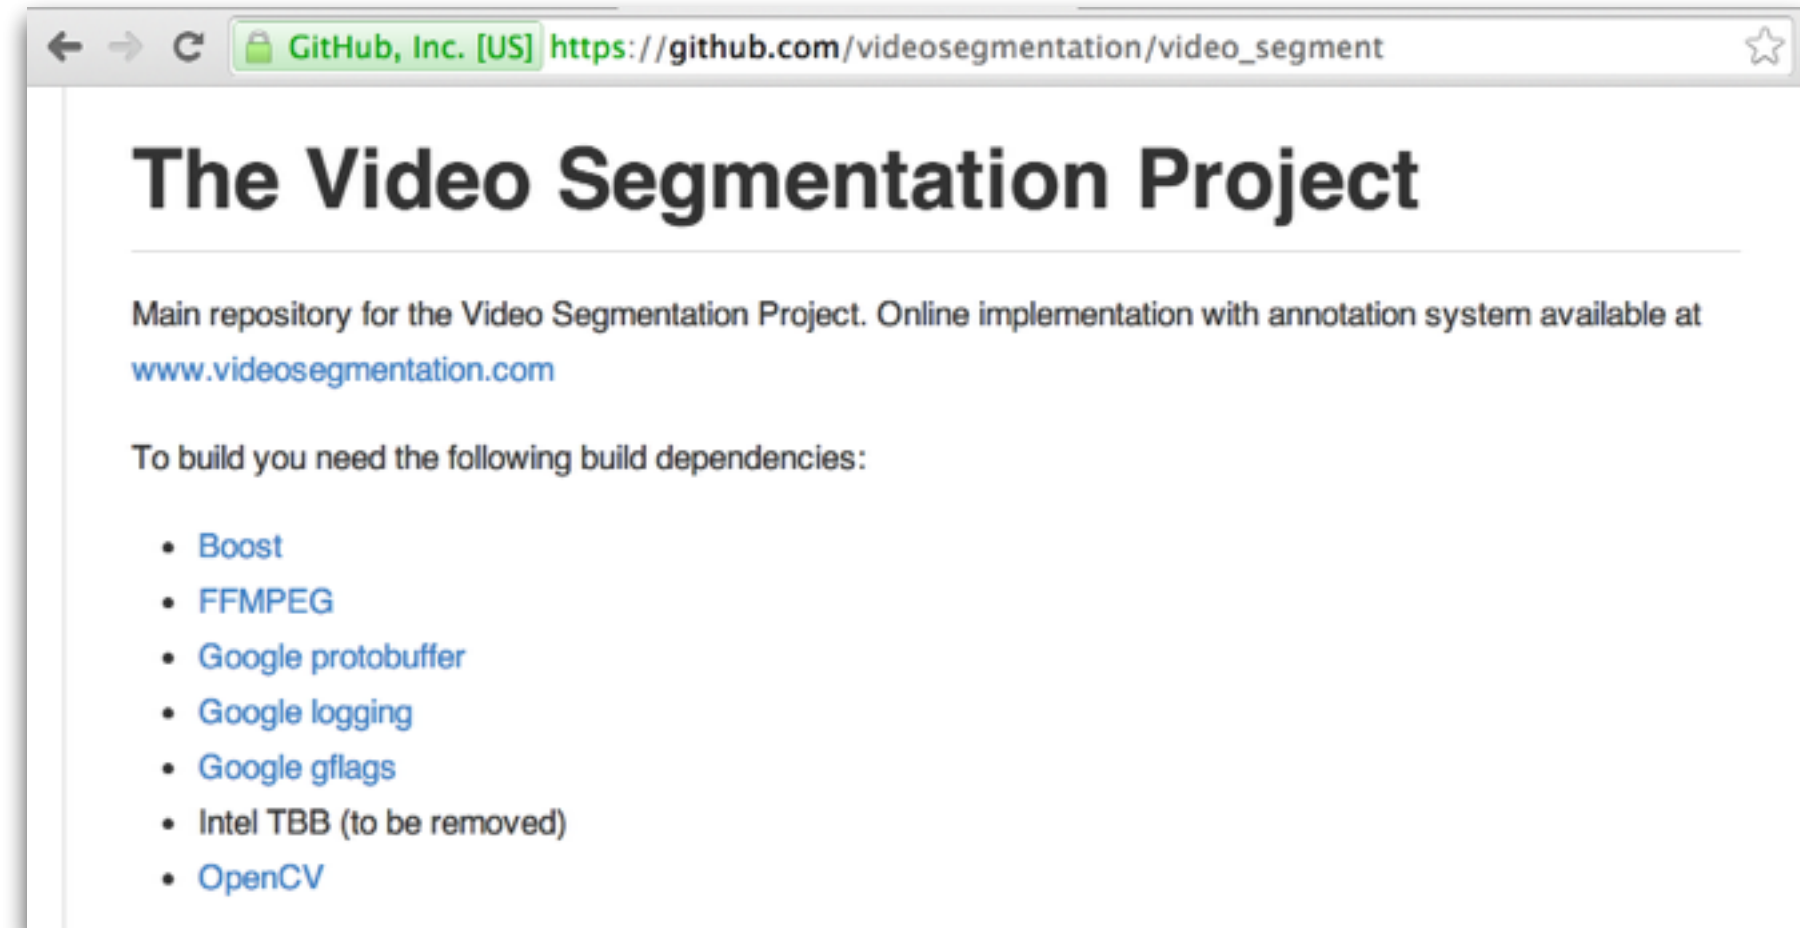 GitHub, Inc. [US] https://github.com/videosegmentation/video_segment
The Video Segmentation Project
Main repository for the Video Segmentation Project. Online implementation with annotation system available at
www.videosegmentation.com
To build you need the following build dependencies:
• Boost
• FFMPEG
• Google protobuffer
• Google logging
• Google gflags
• Intel TBB (to be removed)
• OpenCV